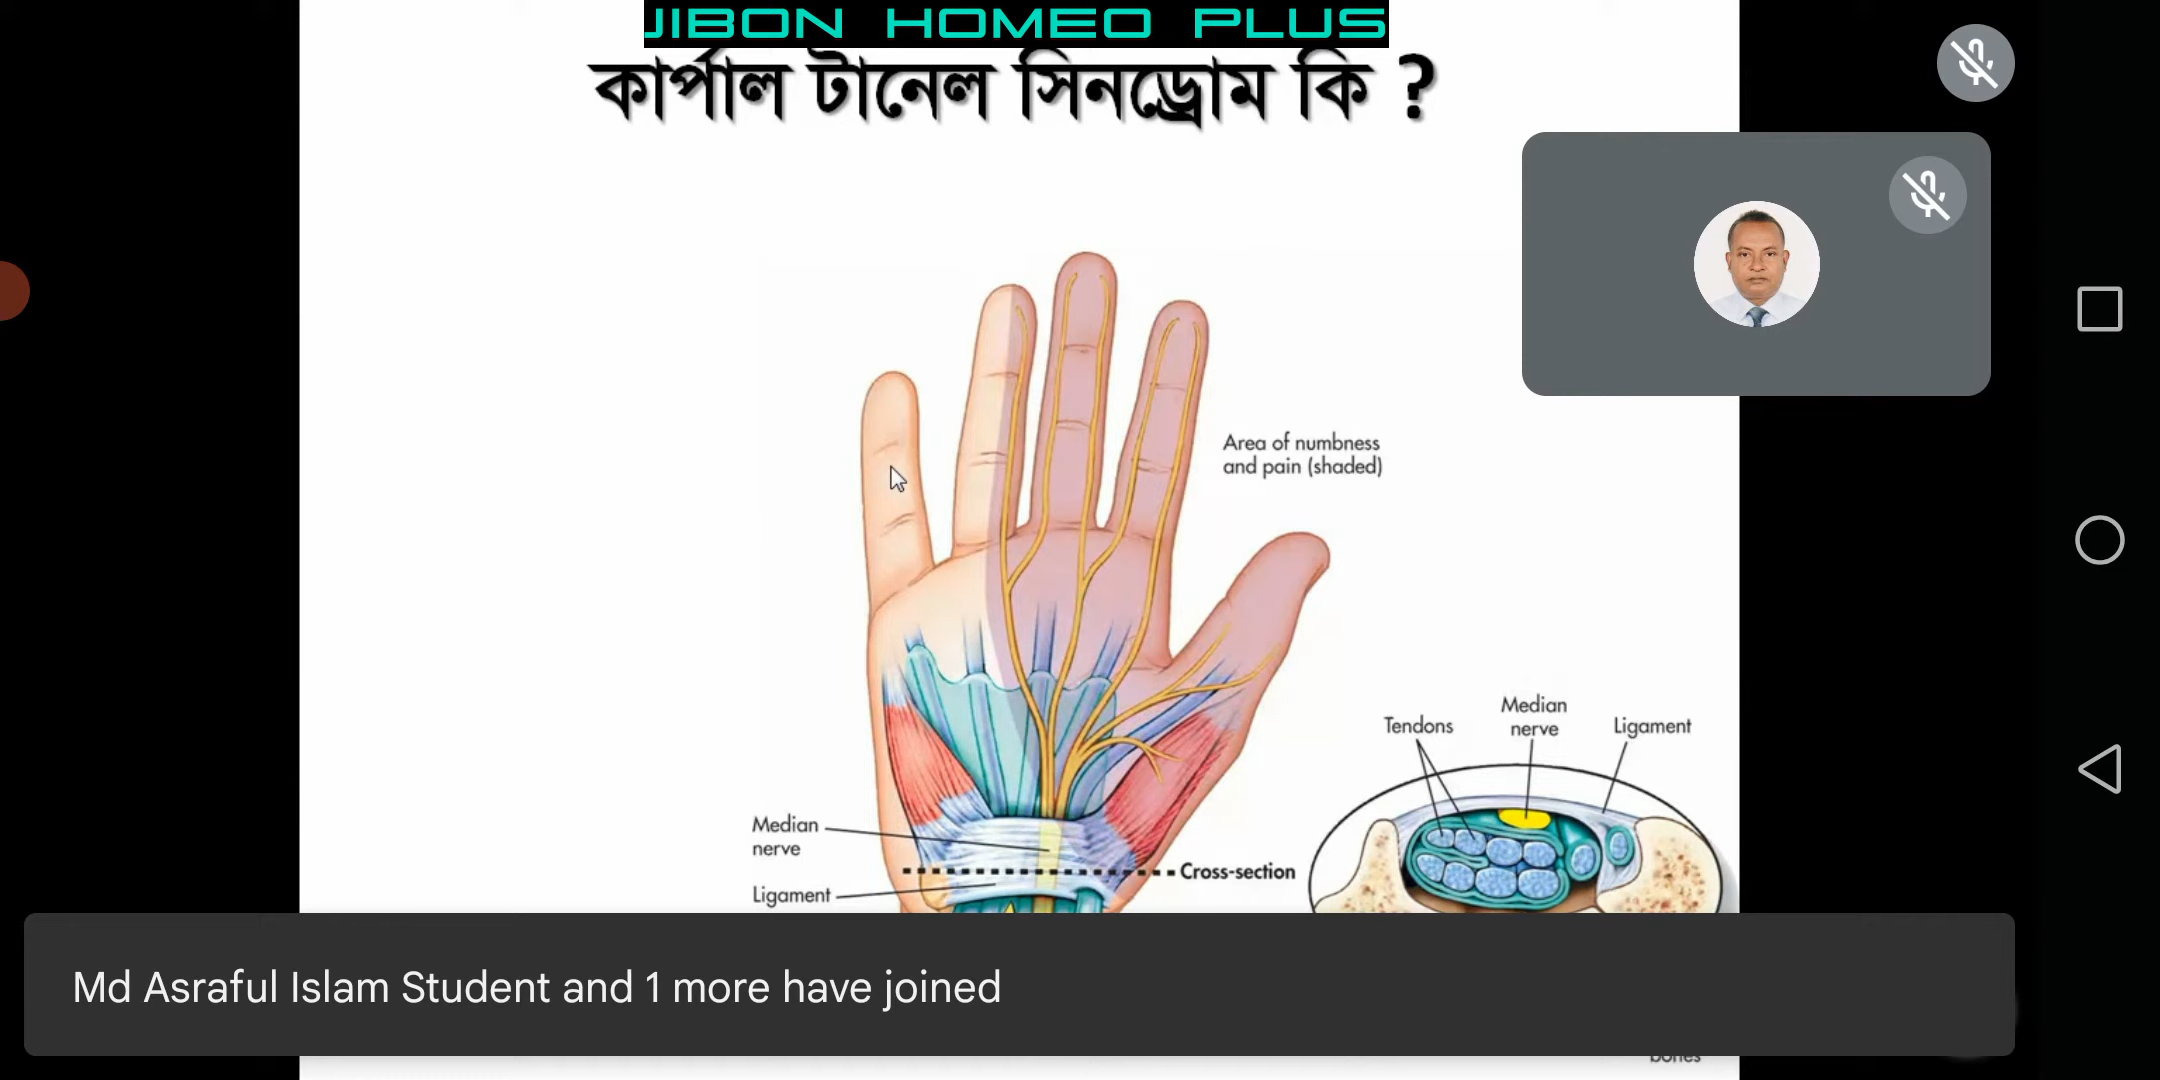 JIBON HOMEO PLUS
কার্পাল টানেল সিনড্রোম কি ?
Area of numbness
and pain (shaded)
Tendons
Median
nerve
Ligament
Median
nerve
Cross-section
Ligament
Md Asraful Islam Student and 1 more have joined
bones